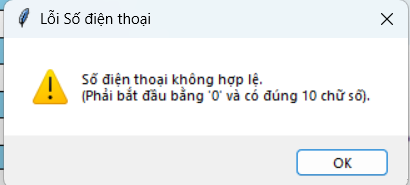 Lỗi Số điện thoại
Số điện thoại không hợp lệ.
(Phải bắt đầu bằng '0' và có đúng 10 chữ số).
OK